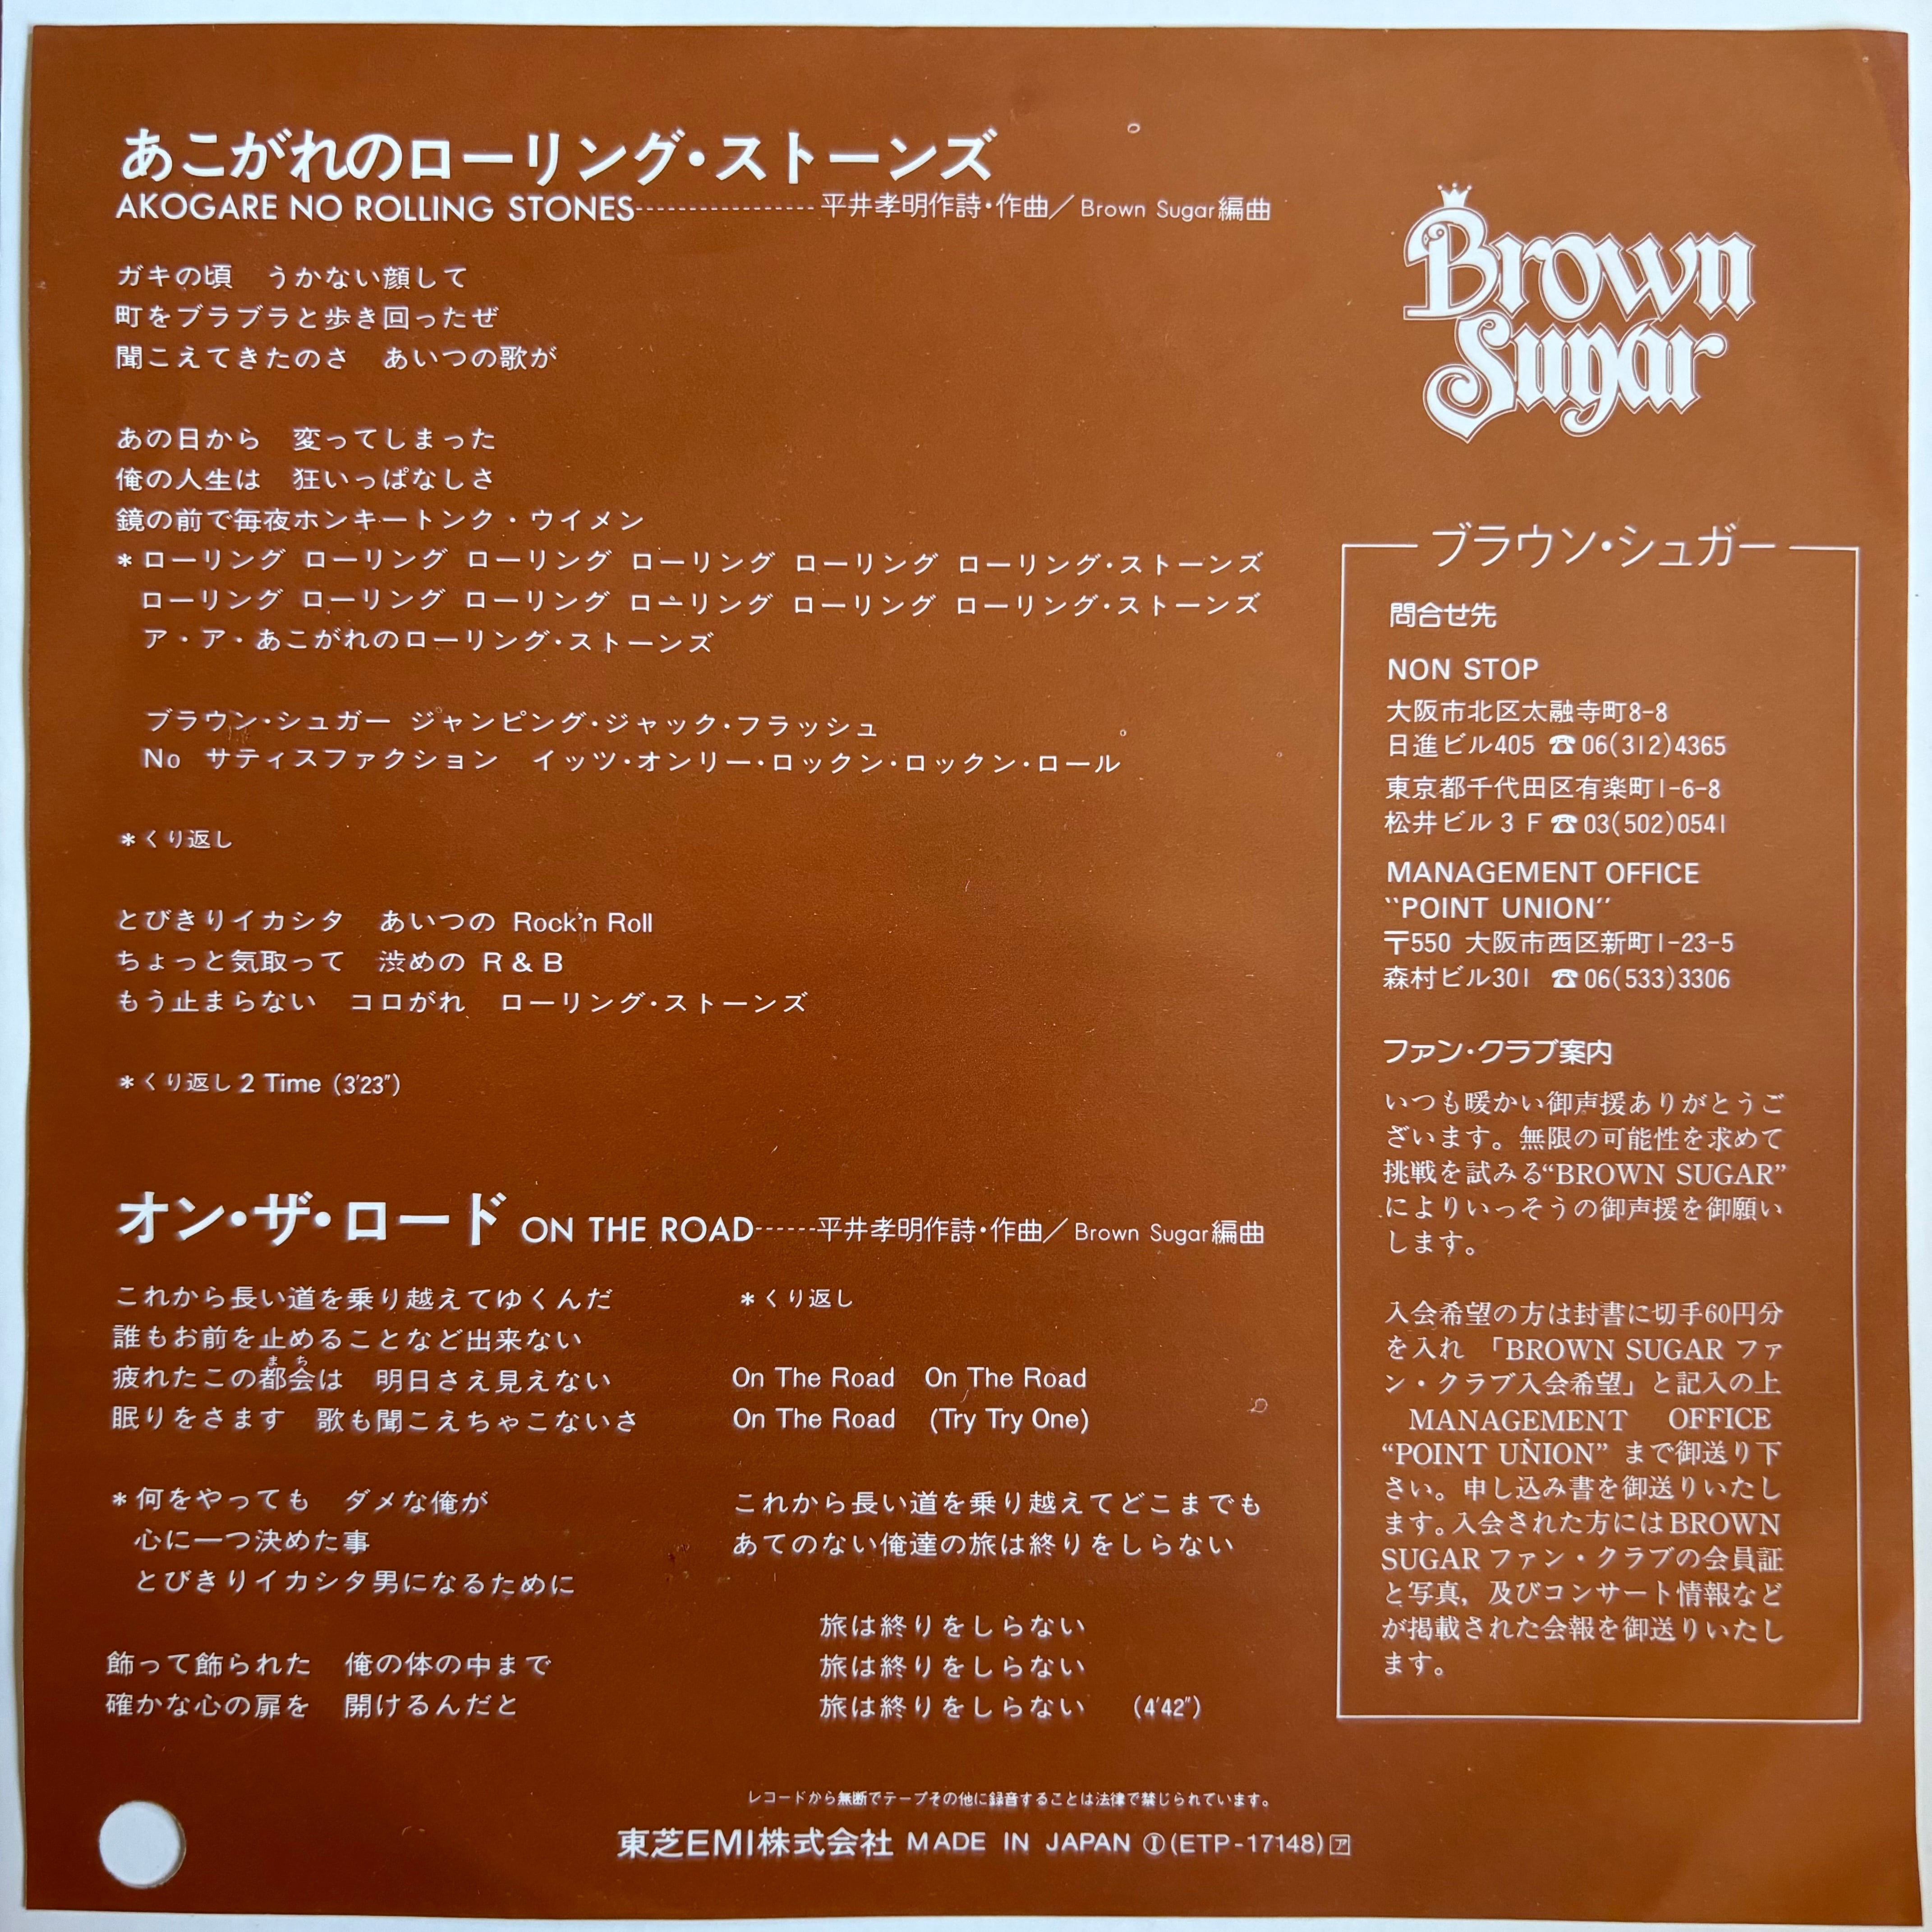 あこがれのローリング・ストーンズ
AKOGARE NO ROLLING STONES-----------------平井孝明作詩・作曲／Brown Sugar編曲
ガキの頃　うかない顔して
町をブラブラと歩き回ったぜ
聞こえてきたのさ　あいつの歌が
あの日から　変ってしまった
俺の人生は　狂いっぱなしさ
鏡の前で毎夜ホンキートンク・ウイメン
*ローリング ローリング ローリング ローリング ローリング ローリング・ストーンズ
ローリング ローリング ローリング ローリング ローリング ローリング・ストーンズ
ア・ア・あこがれのローリング・ストーンズ
ブラウン・シュガー ジャンピング・ジャック・フラッシュ
No サティスファクション　イッツ・オンリー・ロックン・ロックン・ロール
*くり返し
とびきりイカシタ　あいつの Rock'n Roll
ちょっと気取って　渋めの R & B
もう止まらない　コロがれ　ローリング・ストーンズ
*くり返し 2 Time (3'23")
オン・ザ・ロード ON THE ROAD------平井孝明作詩・作曲／Brown Sugar編曲
これから長い道を乗り越えてゆくんだ
誰もお前を止めることなど出来ない
まち
疲れたこの都会は　明日さえ見えない
眠りをさます　歌も聞こえちゃこないさ
*何をやっても　ダメな俺が
心に一つ決めた事
とびきりイカシタ男になるために
飾って飾られた　俺の体の中まで
確かな心の扉を　開けるんだと
*くり返し
On The Road　On The Road
On The Road　(Try Try One)
これから長い道を乗り越えてどこまでも
あてのない俺達の旅は終りをしらない
旅は終りをしらない
旅は終りをしらない
旅は終りをしらない　(4'42")
Brown
Sugar
ブラウン・シュガー
問合せ先
NON STOP
大阪市北区太融寺町8-8
日進ビル405 ☎06(312)4365
東京都千代田区有楽町1-6-8
松井ビル3F☎03(502)0541
MANAGEMENT OFFICE
"POINT UNION"
〒550 大阪市西区新町1-23-5
森村ビル301 ☎06(533)3306
ファン・クラブ案内
いつも暖かい御声援ありがとうご
ざいます。無限の可能性を求めて
挑戦を試みる“BROWN SUGAR”
によりいっそうの御声援を御願い
します。
入会希望の方は封書に切手60円分
を入れ「BROWN SUGAR ファ
ン・クラブ入会希望」と記入の上
MANAGEMENT OFFICE
“POINT UNION” まで御送り下
さい。申し込み書を御送りいたし
ます。入会された方にはBROWN
SUGAR ファン・クラブの会員証
と写真，及びコンサート情報など
が掲載された会報を御送りいたし
ます。
レコードから無断でテープその他に録音することは法律で禁じられています。
東芝EMI株式会社 MADE IN JAPAN Ⓘ(ETP-17148)ア